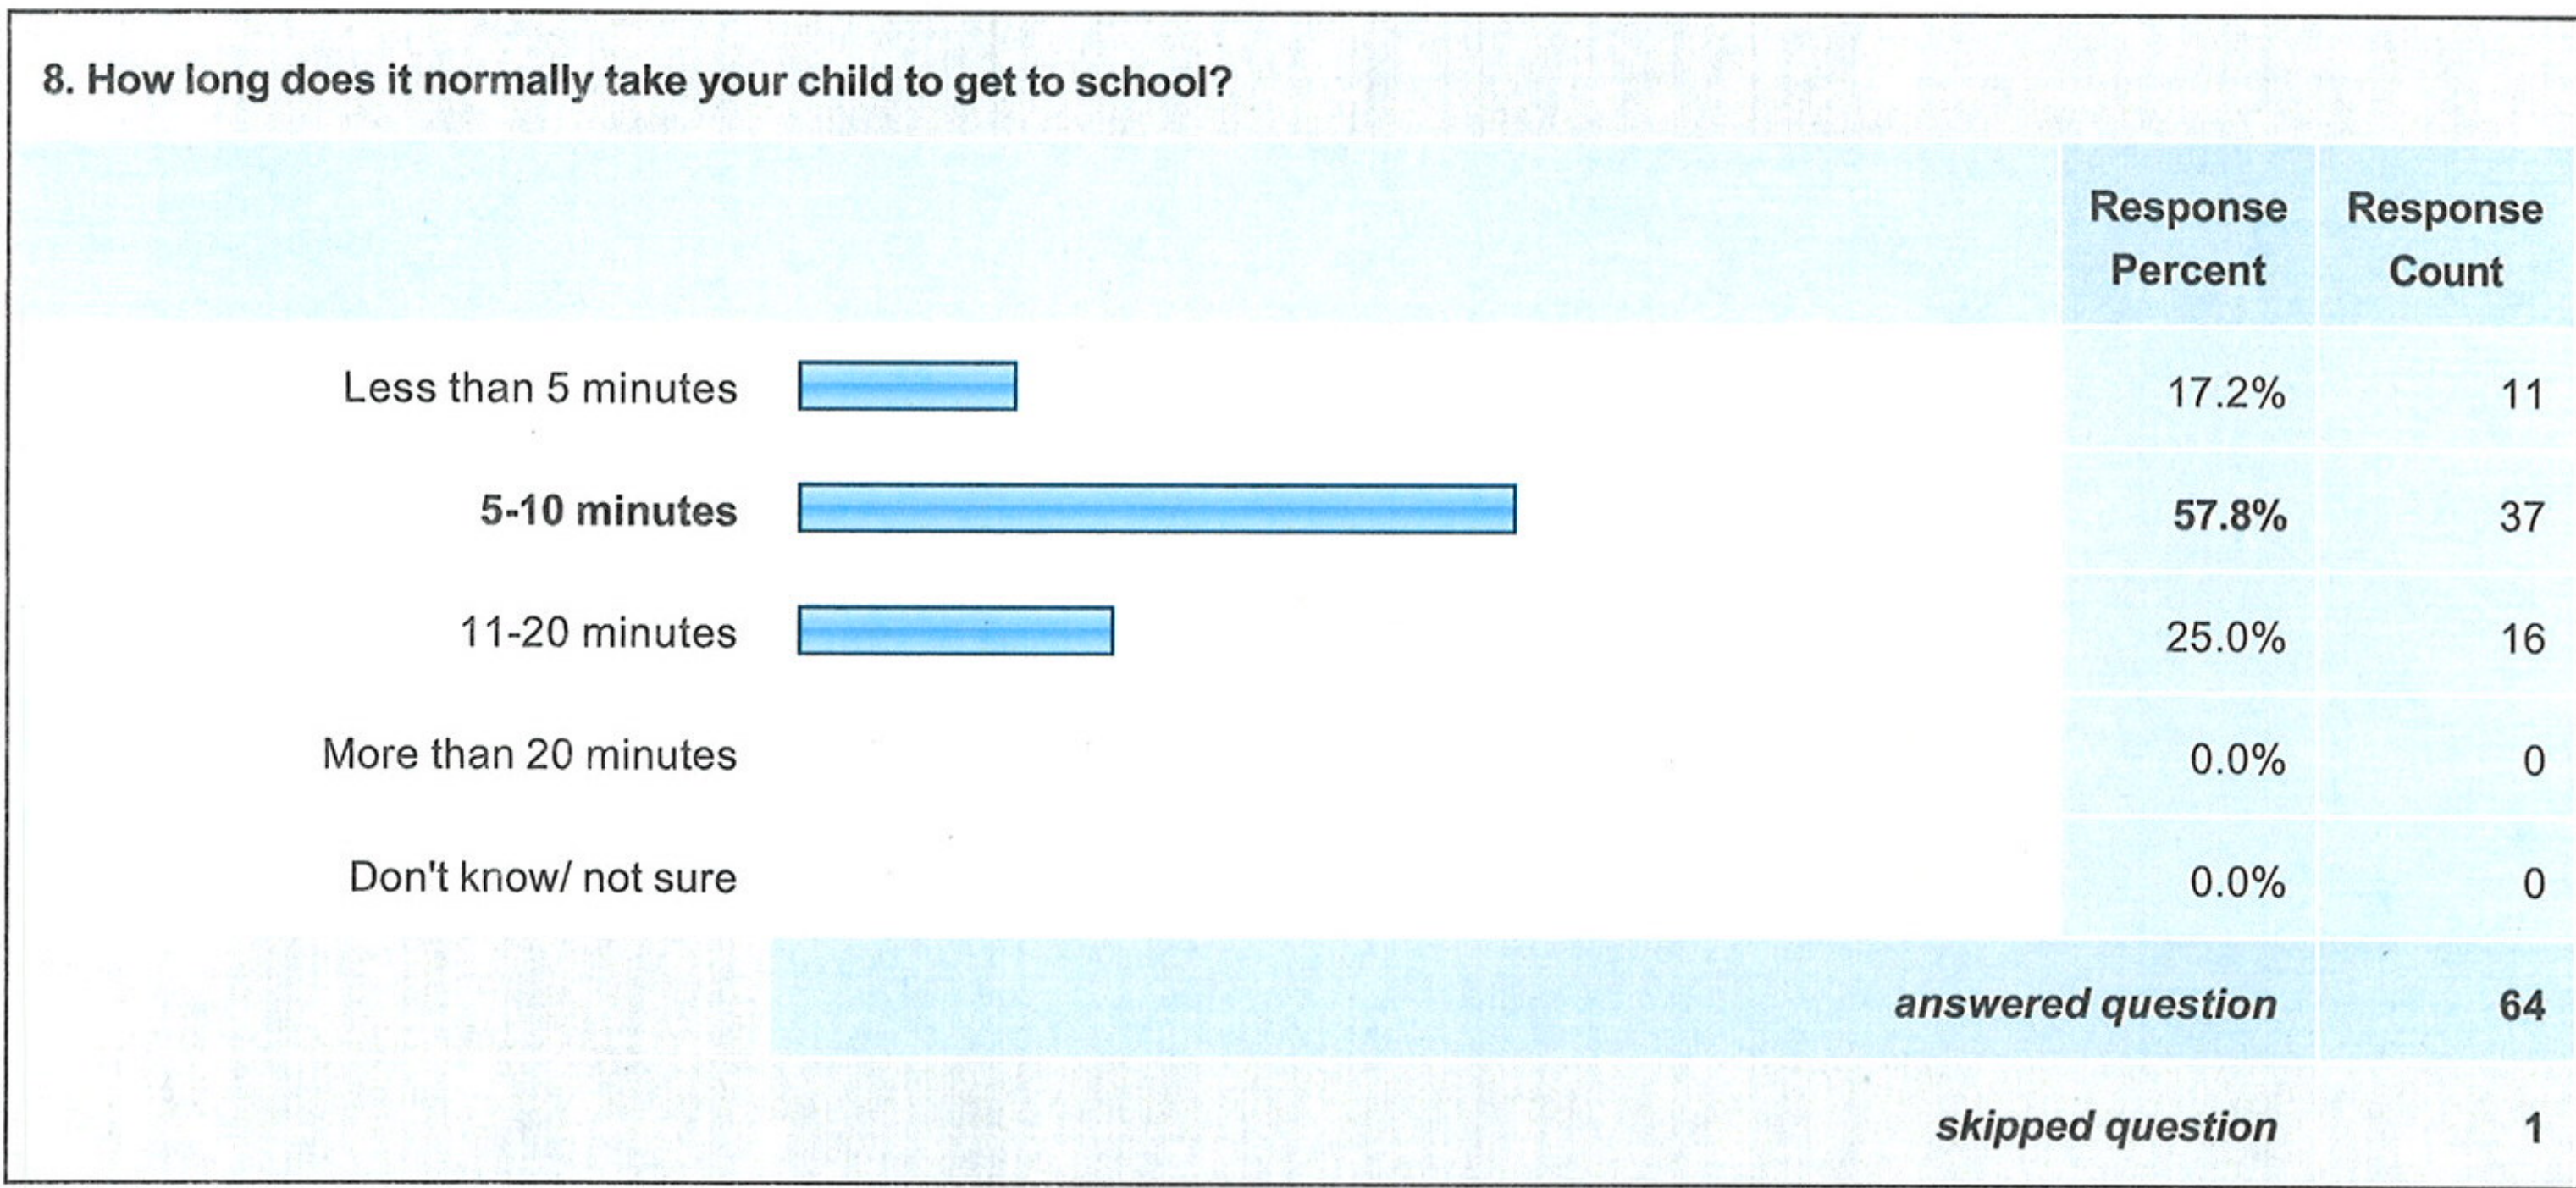 8. How long does it normally take your child to get to school?
Response Percent Response Count
Less than 5 minutes 17.2% 11
5-10 minutes 57.8% 37
11-20 minutes 25.0% 16
More than 20 minutes 0.0% 0
Don't know/ not sure 0.0% 0
answered question 64
skipped question 1